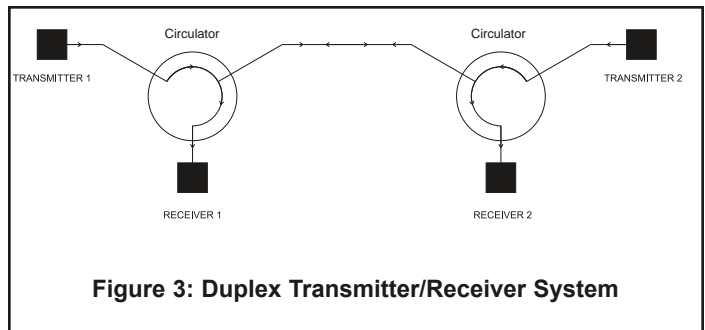 Circulator
Circulator
TRANSMITTER 1
TRANSMITTER 2
RECEIVER 1
RECEIVER 2
Figure 3: Duplex Transmitter/Receiver System